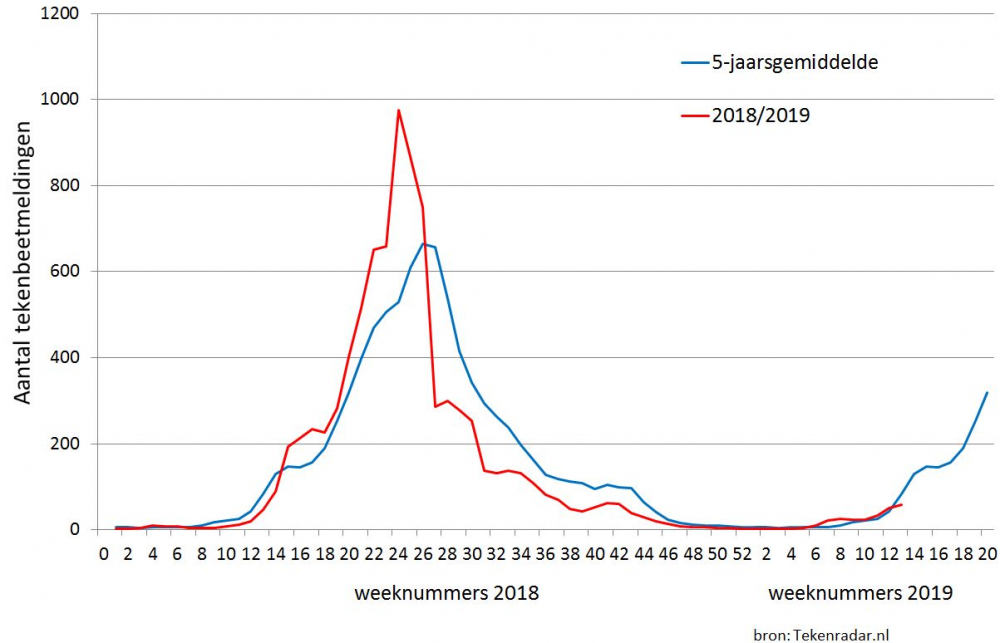 1200
1000
800
600
400
200
0
Aantal tekenbeetmeldingen
5-jaarsgemiddelde
2018/2019
0 2 4 6 8 10 12 14 16 18 20 22 24 26 28 30 32 34 36 38 40 42 44 46 48 50 52 2 4 6 8 10 12 14 16 18 20
weeknummers 2018 weeknummers 2019
bron: Tekenradar.nl